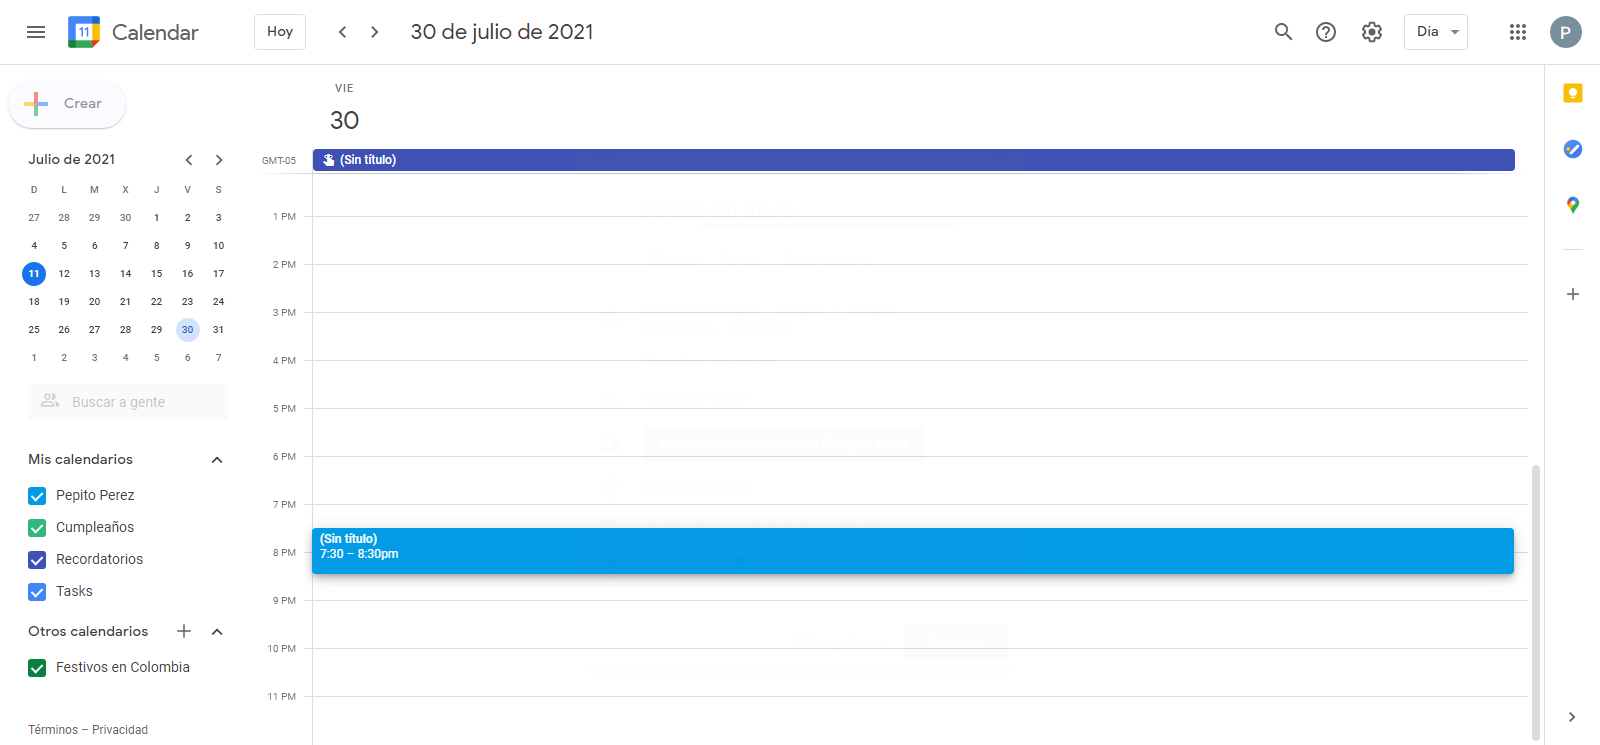 11 Calendar
Hoy
30 de julio de 2021
Día
P
Crear
Julio de 2021
D L M X J V S
27 28 29 30 1 2 3
4 5 6 7 8 9 10
11 12 13 14 15 16 17
18 19 20 21 22 23 24
25 26 27 28 29 30 31
1 2 3 4 5 6 7
Buscar a gente
Mis calendarios
Pepito Perez
Cumpleaños
Recordatorios
Tasks
Otros calendarios
Festivos en Colombia
Términos – Privacidad
VIE
30
GMT-05
(Sin título)
1 PM
2 PM
3 PM
4 PM
5 PM
6 PM
7 PM
(Sin título)
7:30 – 8:30pm
8 PM
9 PM
10 PM
11 PM